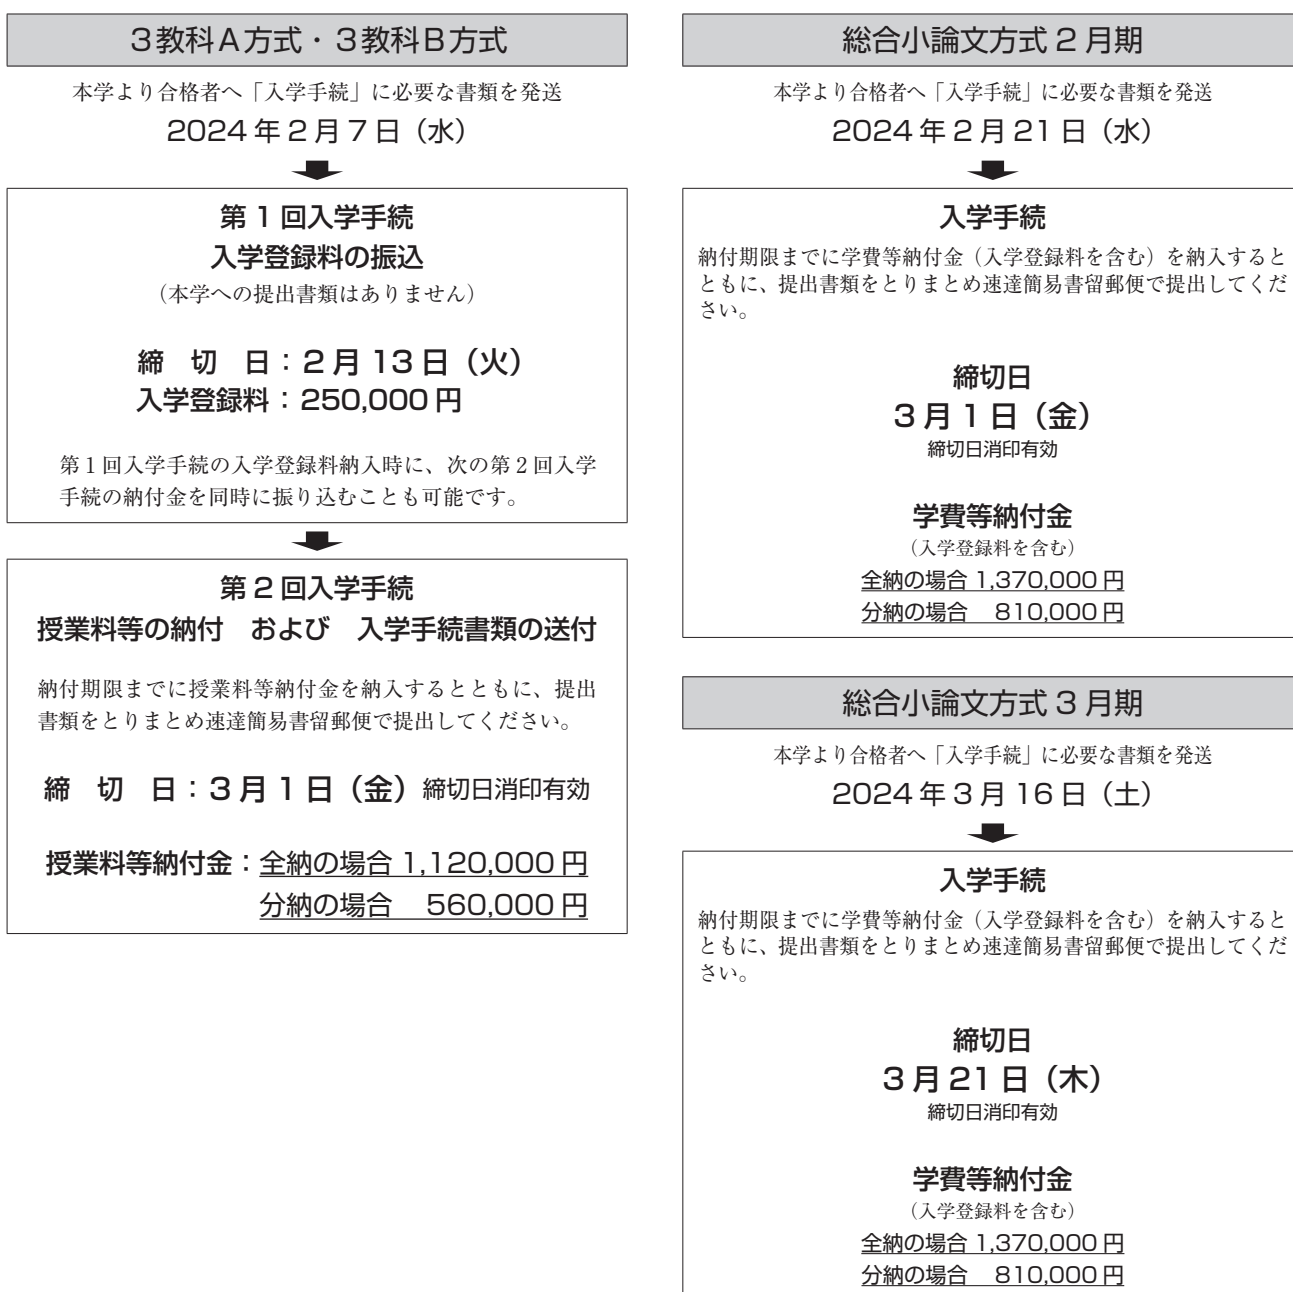 3教科A方式・3教科B方式
本学より合格者へ「入学手続」に必要な書類を発送
2024年2月7日（水）
第1回入学手続
入学登録料の振込
（本学への提出書類はありません）
締　切　日：2月13日（火）
入学登録料：250,000円
第1回入学手続の入学登録料納入時に、次の第2回入学
手続の納付金を同時に振り込むことも可能です。
第2回入学手続
授業料等の納付　および　入学手続書類の送付
納付期限までに授業料等納付金を納入するとともに、提出
書類をとりまとめ速達簡易書留郵便で提出してください。
締　切　日：3月1日（金）締切日消印有効
授業料等納付金：全納の場合 1,120,000円
分納の場合　560,000円
総合小論文方式2月期
本学より合格者へ「入学手続」に必要な書類を発送
2024年2月21日（水）
入学手続
納付期限までに学費等納付金（入学登録料を含む）を納入すると
ともに、提出書類をとりまとめ速達簡易書留郵便で提出してくだ
さい。
締切日
3月1日（金）
締切日消印有効
学費等納付金
（入学登録料を含む）
全納の場合 1,370,000円
分納の場合　810,000円
総合小論文方式3月期
本学より合格者へ「入学手続」に必要な書類を発送
2024年3月16日（土）
入学手続
納付期限までに学費等納付金（入学登録料を含む）を納入すると
ともに、提出書類をとりまとめ速達簡易書留郵便で提出してくだ
さい。
締切日
3月21日（木）
締切日消印有効
学費等納付金
（入学登録料を含む）
全納の場合 1,370,000円
分納の場合　810,000円